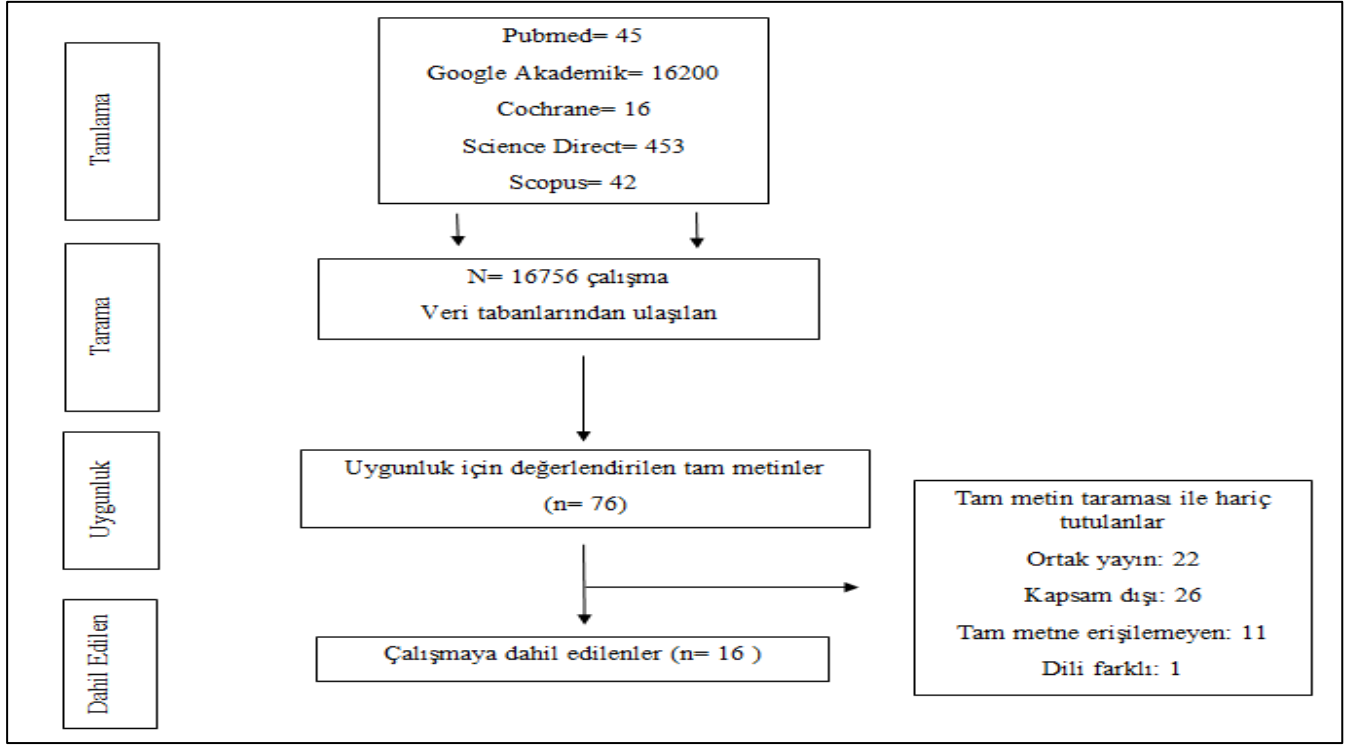 Tanılama
Pubmed= 45
Google Akademik= 16200
Cochrane= 16
Science Direct= 453
Scopus= 42
Tarama
N= 16756 çalışma
Veri tabanlarından ulaşılan
Uygunluk
Uygunluk için değerlendirilen tam metinler
(n= 76)
Tam metin taraması ile hariç
tutulanlar
Ortak yayın: 22
Kapsam dışı: 26
Tam metne erişilemeyen: 11
Dili farklı: 1
Dahil Edilen
Çalışmaya dahil edilenler (n= 16 )